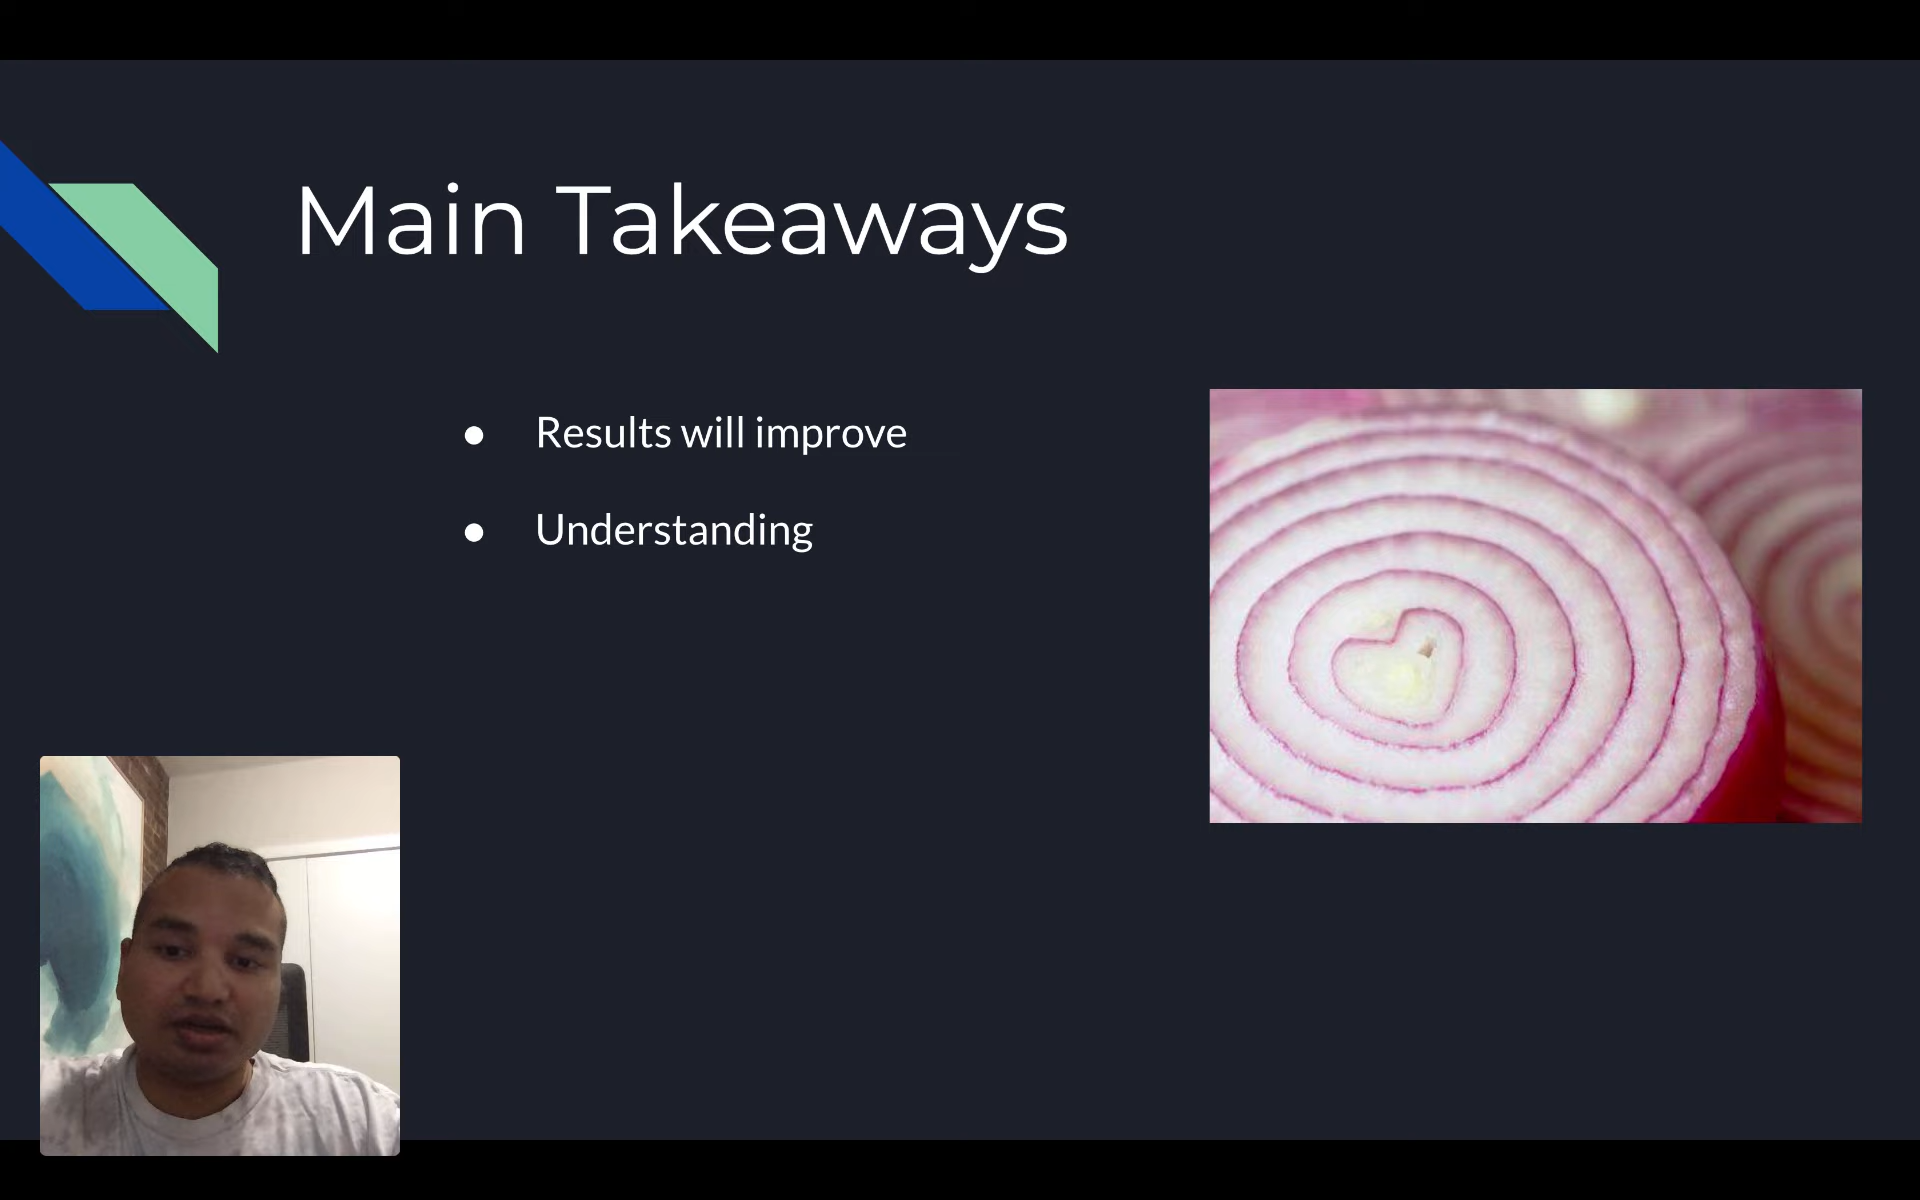 Main Takeaways
● Results will improve
● Understanding